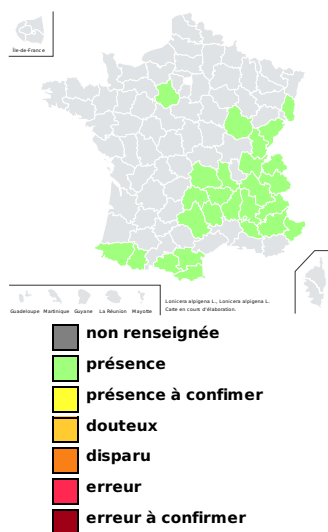 Île-de-France
Guadeloupe Martinique Guyane La Réunion Mayotte
Lonicera alpigena L., Lonicera alpigena L.
Carte en cours d'élaboration.
non renseignée
présence
présence à confimer
douteux
disparu
erreur
erreur à confirmer